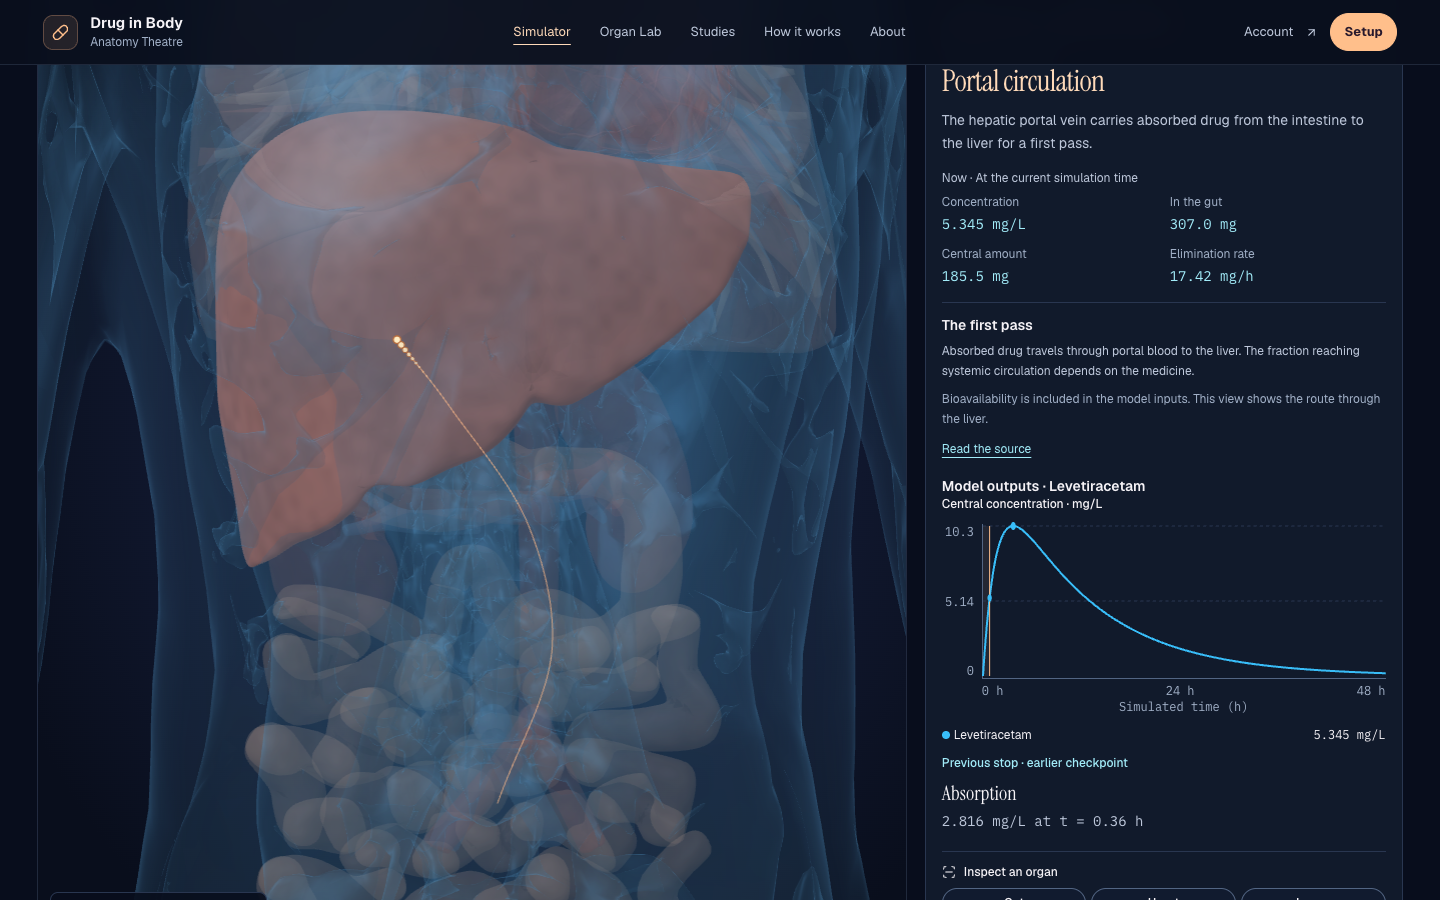 Drug in Body
Anatomy Theatre
Simulator
Organ Lab
Studies
How it works
About
Account
Setup
Portal circulation
The hepatic portal vein carries absorbed drug from the intestine to
the liver for a first pass.
Now · At the current simulation time
Concentration
In the gut
5.345 mg/L
307.0 mg
Central amount
Elimination rate
185.5 mg
17.42 mg/h
The first pass
Absorbed drug travels through portal blood to the liver. The fraction reaching
systemic circulation depends on the medicine.
Bioavailability is included in the model inputs. This view shows the route through
the liver.
Read the source
Model outputs · Levetiracetam
Central concentration · mg/L
10.3
5.14
0
0 h
24 h
48 h
Simulated time (h)
Levetiracetam
5.345 mg/L
Previous stop · earlier checkpoint
Absorption
2.816 mg/L at t = 0.36 h
Inspect an organ